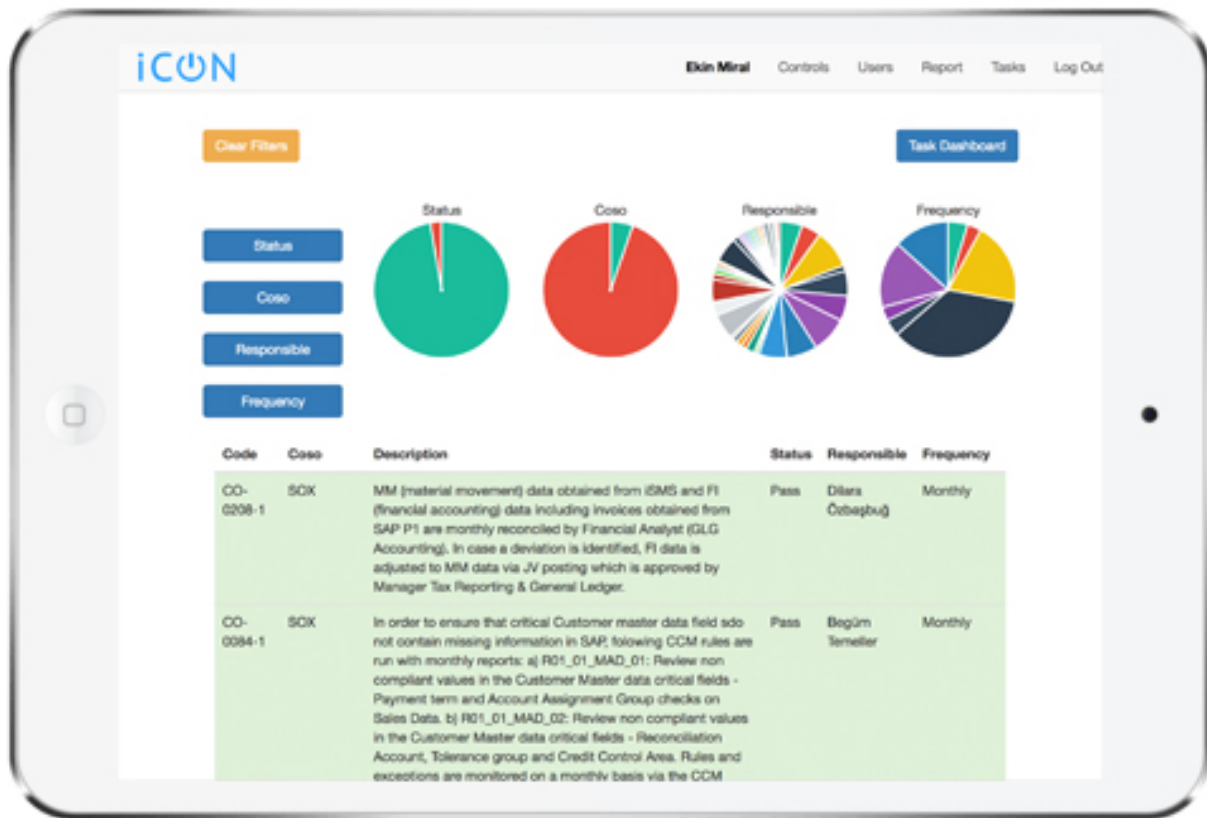 iCON
Ekin Miral Controls Users Report Tasks Log Out
Clear Filters
Task Dashboard
Status Coso Responsible Frequency
Status
Coso
Responsible
Frequency
Code Coso Description Status Responsible Frequency
CO- SOX MM (material movement) data obtained from iSMS and FI Pass Dilara Monthly
0208-1 (financial accounting) data including invoices obtained from Özbaşbuğ
SAP P1 are monthly reconciled by Financial Analyst (GLG
Accounting). In case a deviation is identified, FI data is
adjusted to MM data via JV posting which is approved by
Manager Tax Reporting & General Ledger.
CO- SOX In order to ensure that critical Customer master data field sdo Pass Begüm Monthly
0084-1 not contain missing information in SAP, folowing CCM rules are Temeller
run with monthly reports: a) R01_01_MAD_01: Review non
compliant values in the Customer Master data critical fields -
Payment term and Account Assignment Group checks on
Sales Data. b) R01_01_MAD_02: Review non compliant values
in the Customer Master data critical fields - Reconciliation
Account, Tolerance group and Credit Control Area. Rules and
exceptions are monitored on a monthly basis via the CCM